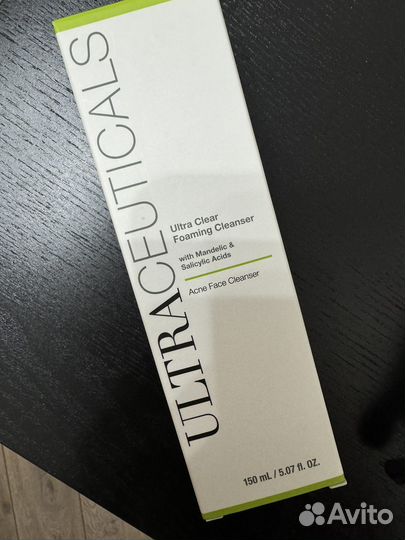 ULTRACEUTICALS
Ultra Clear
Foaming Cleanser
with Mandelic &
Salicylic Acids
Acne Face Cleanser
150 mL / 5.07 fl. OZ.
Avito